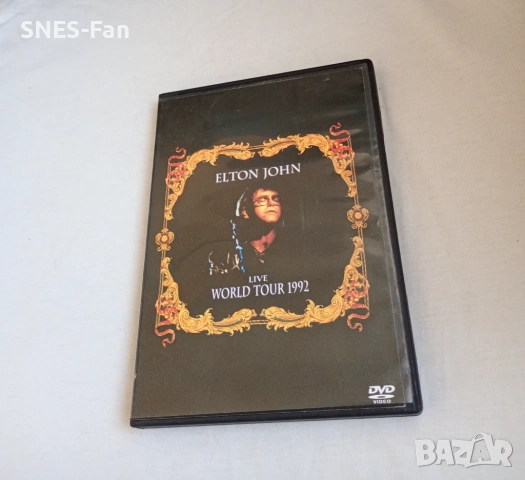 SNES-Fan
ELTON JOHN
LIVE
WORLD TOUR 1992
DVD
VIDEO
BAZAR